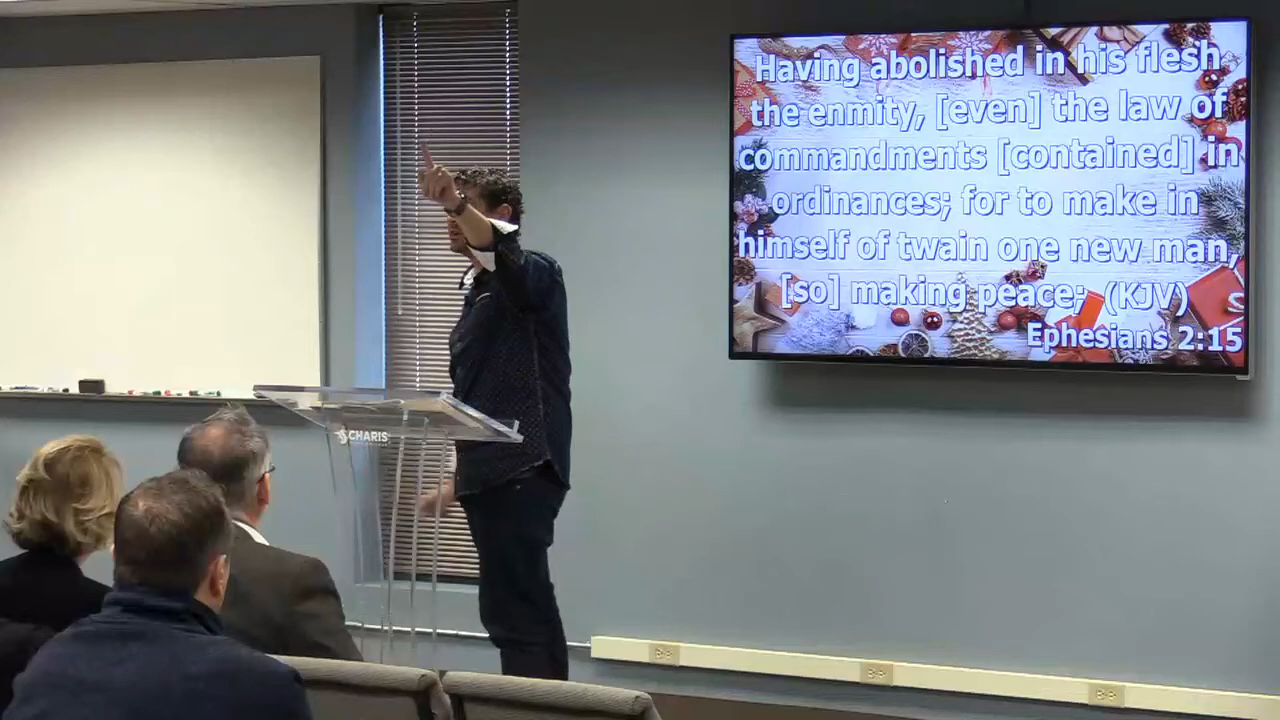 Having abolished in his flesh
the enmity, [even] the law of
commandments [contained] in
ordinances; for to make in
himself of twain one new man,
[so] making peace; (KJV)
Ephesians 2:15
CHARIS